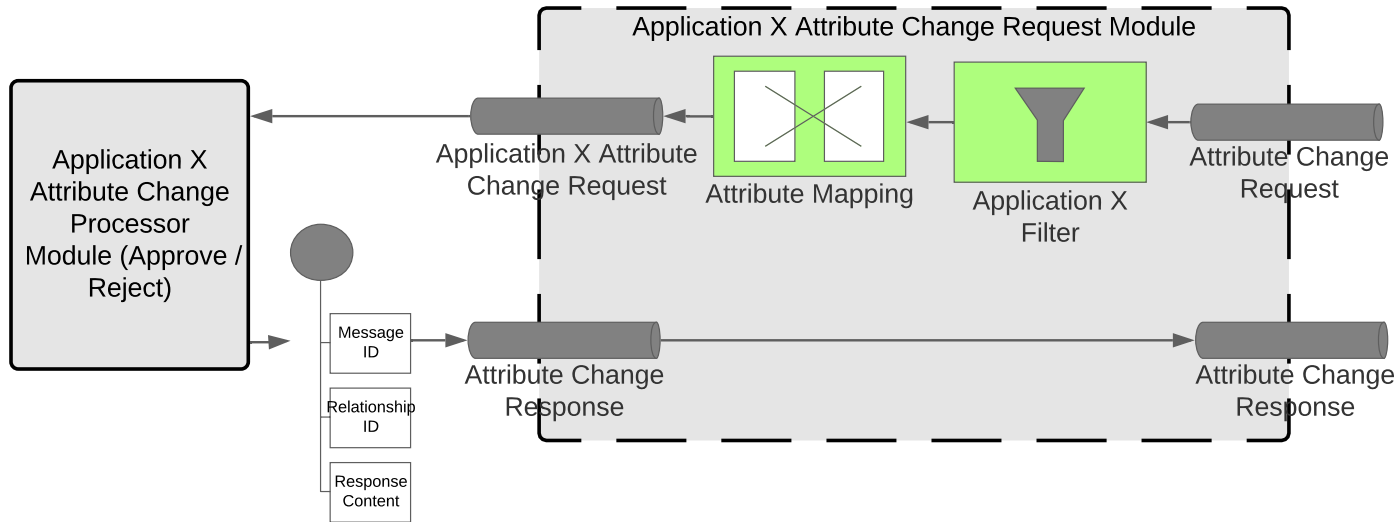 Application X Attribute Change Request Module
Application X
Attribute Change
Processor
Module (Approve /
Reject)
Application X Attribute
Change Request
Attribute Mapping
Application X
Filter
Attribute Change
Request
Message
ID
Relationship
ID
Response
Content
Attribute Change
Response
Attribute Change
Response